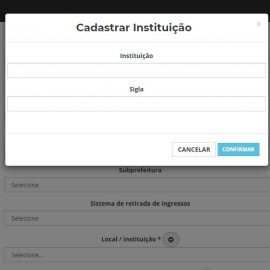 Cadastrar Instituição
×
Instituição
Sigla
CANCELAR CONFIRMAR
Subprefeitura
Selecione
Sistema de retirada de Ingressos
Selecione
Local / instituição *
Selecione...